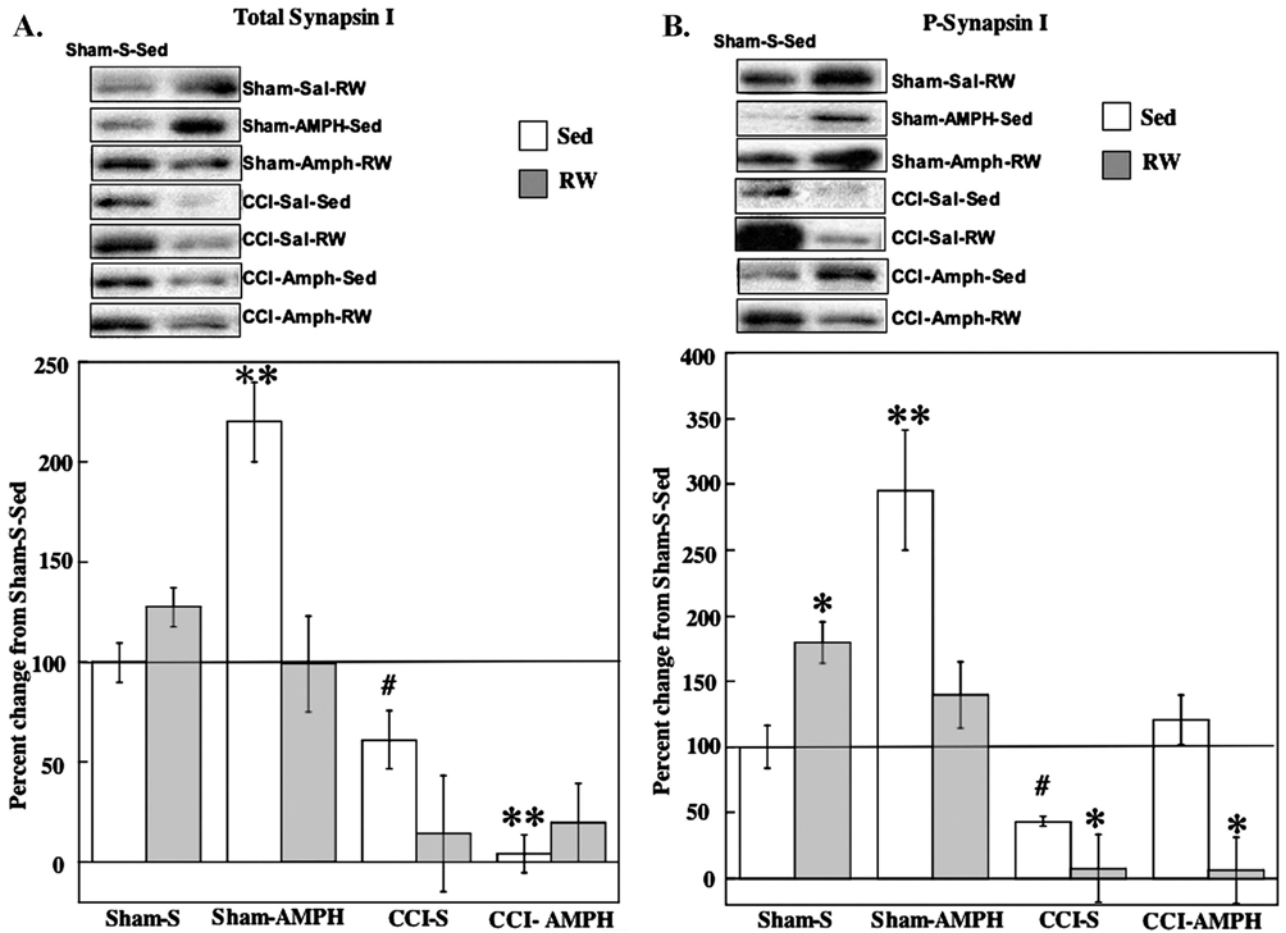 A.
Total Synapsin I
Sham-S-Sed
Sham-Sal-RW
Sham-AMPH-Sed
Sham-Amph-RW
CCI-Sal-Sed
CCI-Sal-RW
CCI-Amph-Sed
CCI-Amph-RW
Sed
RW
Percent change from Sham-S-Sed
250
200
150
100
50
0
**
#
**
Sham-S
Sham-AMPH
CCI-S
CCI- AMPH
B.
P-Synapsin I
Sham-S-Sed
Sham-Sal-RW
Sham-AMPH-Sed
Sham-Amph-RW
CCI-Sal-Sed
CCI-Sal-RW
CCI-Amph-Sed
CCI-Amph-RW
Sed
RW
Percent change from Sham-S-Sed
400
350
300
250
200
150
100
50
0
*
**
#
*
*
Sham-S
Sham-AMPH
CCI-S
CCI-AMPH